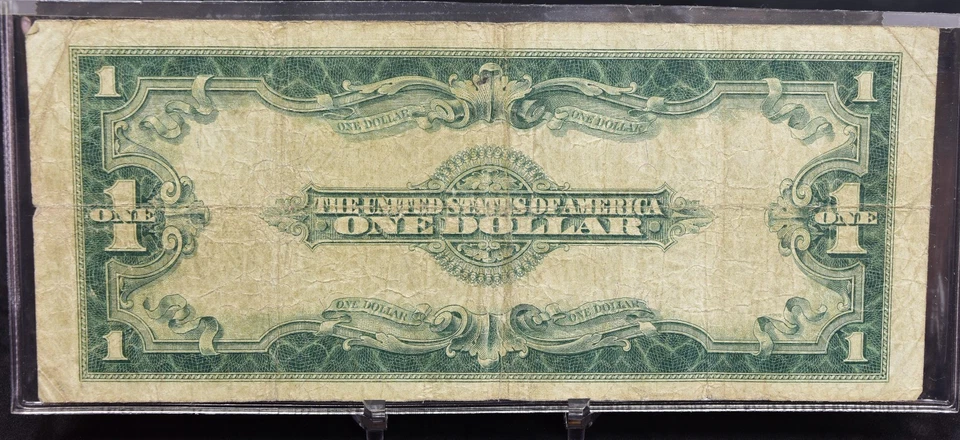 1 1
ONE DOLLAR ONE DOLLAR
THE UNITED STATES OF AMERICA
1 ONE ONE DOLLAR 1 ONE
ONE DOLLAR ONE DOLLAR
1 1